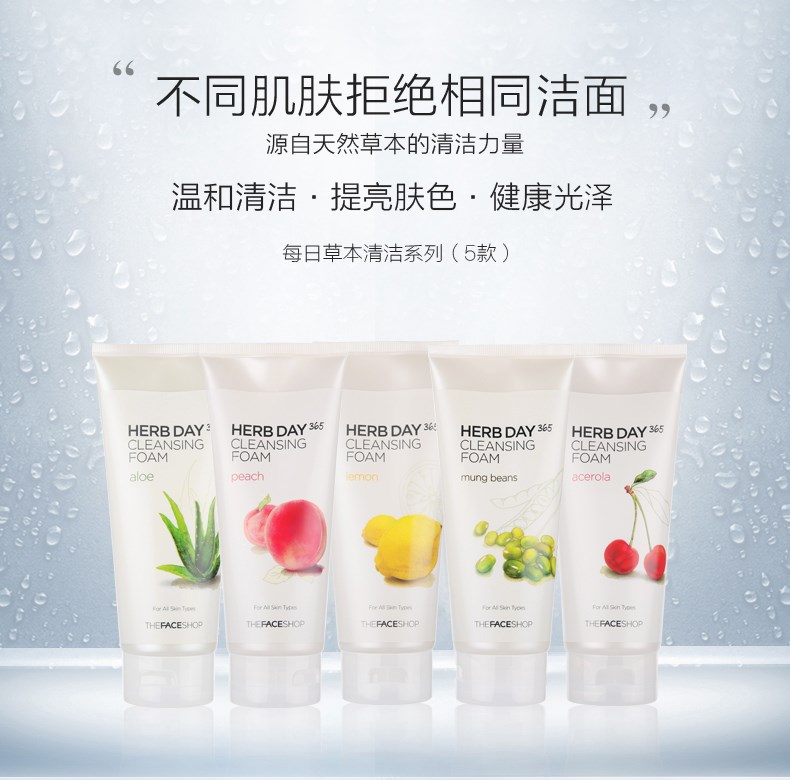 “ 不同肌肤拒绝相同洁面 ”
源自天然草本的清洁力量
温和清洁·提亮肤色·健康光泽
每日草本清洁系列（5款）
HERB DAY 3
CLEANSING
FOAM
aloe
For All Skin Types
THEFACESHOP
HERB DAY 365
CLEANSING
FOAM
peach
For All Skin Types
THEFACESHOP
HERB DAY 365
CLEANSING
FOAM
lemon
For All Skin Types
THEFACESHOP
HERB DAY 365
CLEANSING
FOAM
mung beans
For All Skin Types
THEFACESHOP
HERB DAY 365
CLEANSING
FOAM
acerola
For All Skin Types
THEFACESHOP